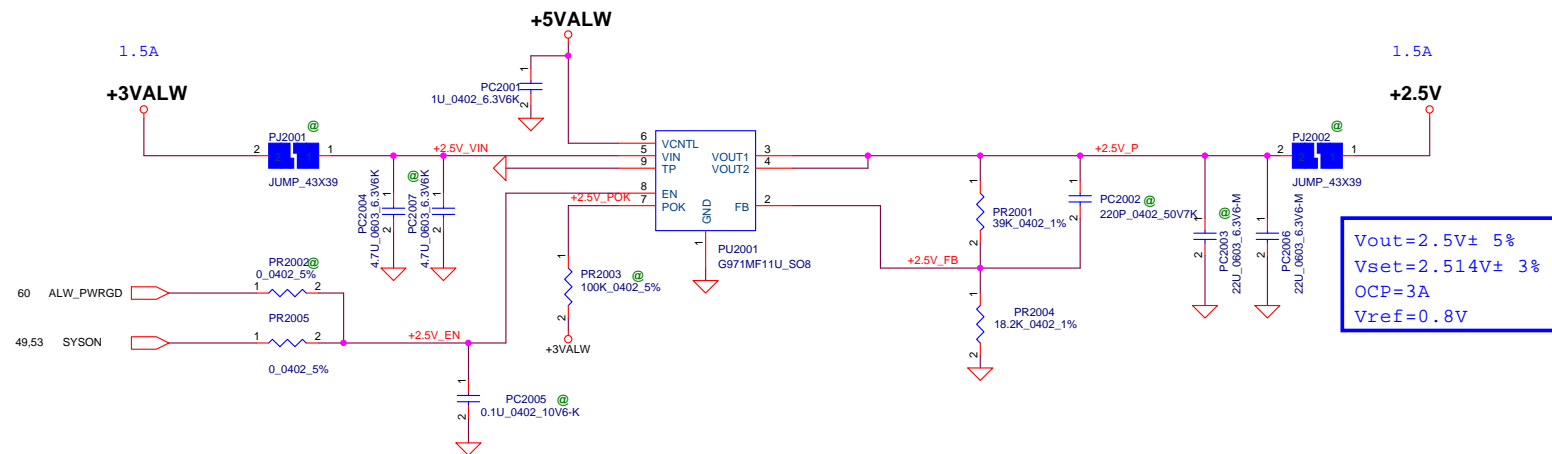 +5VALW
1.5A
1.5A
+3VALW
+2.5V
PC2001
1U_0402_6.3V6K
1
2
PJ2001
@
2
1
2
1
JUMP_43X39
+2.5V_VIN
6
5
9
8
7
VCNTL
VIN
TP
EN
POK
GND
1
VOUT1
VOUT2
FB
3
4
2
PU2001
G971MF11U_SO8
+2.5V_P
PJ2002
@
2
1
2
1
JUMP_43X39
PC2004
4.7U_0603_6.3V6K
1
2
PC2007
@
4.7U_0603_6.3V6K
1
2
+2.5V_POK
PR2003
@
100K_0402_5%
1
2
+3VALW
PR2001
39K_0402_1%
1
2
PC2002
@
220P_0402_50V7K
1
2
+2.5V_FB
PR2004
18.2K_0402_1%
1
2
PC2003
@
22U_0603_6.3V6-M
1
2
PC2006
22U_0603_6.3V6-M
1
2
Vout=2.5V± 5%
Vset=2.514V± 3%
OCP=3A
Vref=0.8V
PR2002
@
0_0402_5%
60 ALW_PWRGD
1
2
PR2005
49,53 SYSON
1
2
0_0402_5%
+2.5V_EN
PC2005
@
0.1U_0402_10V6-K
1
2